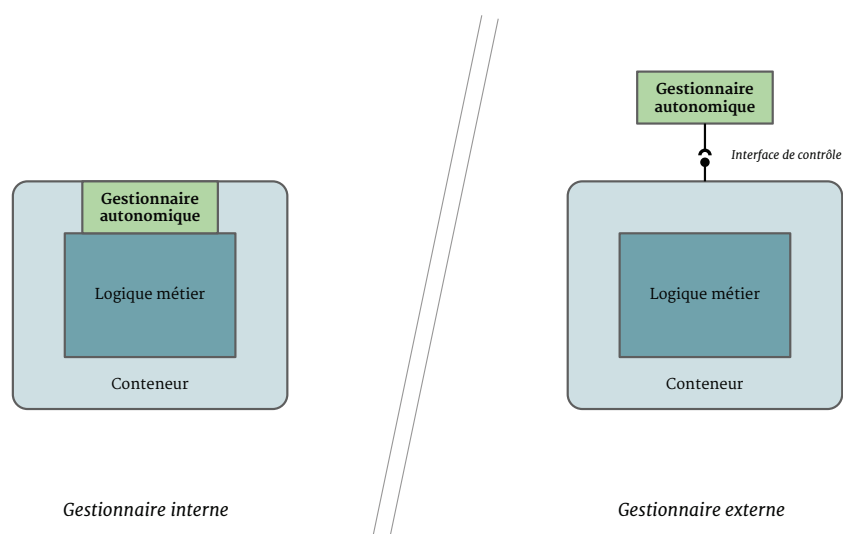 Gestionnaire
autonomique
Logique métier
Conteneur
Gestionnaire interne
Gestionnaire
autonomique
Interface de contrôle
Logique métier
Conteneur
Gestionnaire externe